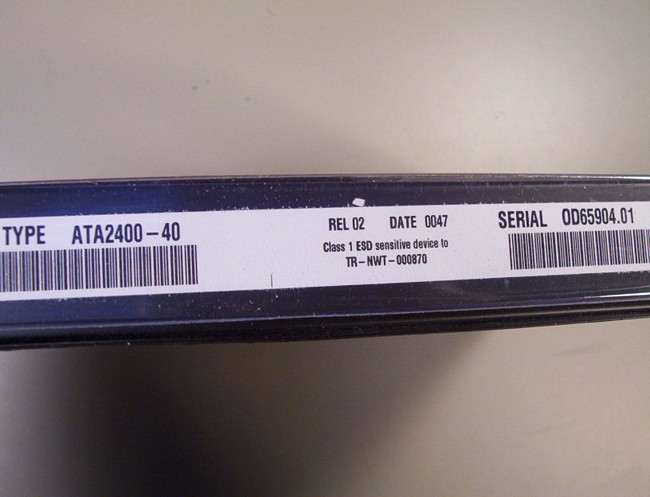 TYPE ATA2400-40
REL 02 DATE 0047
Class 1 ESD sensitive device to
TR-NWT-000870
SERIAL OD65904.01